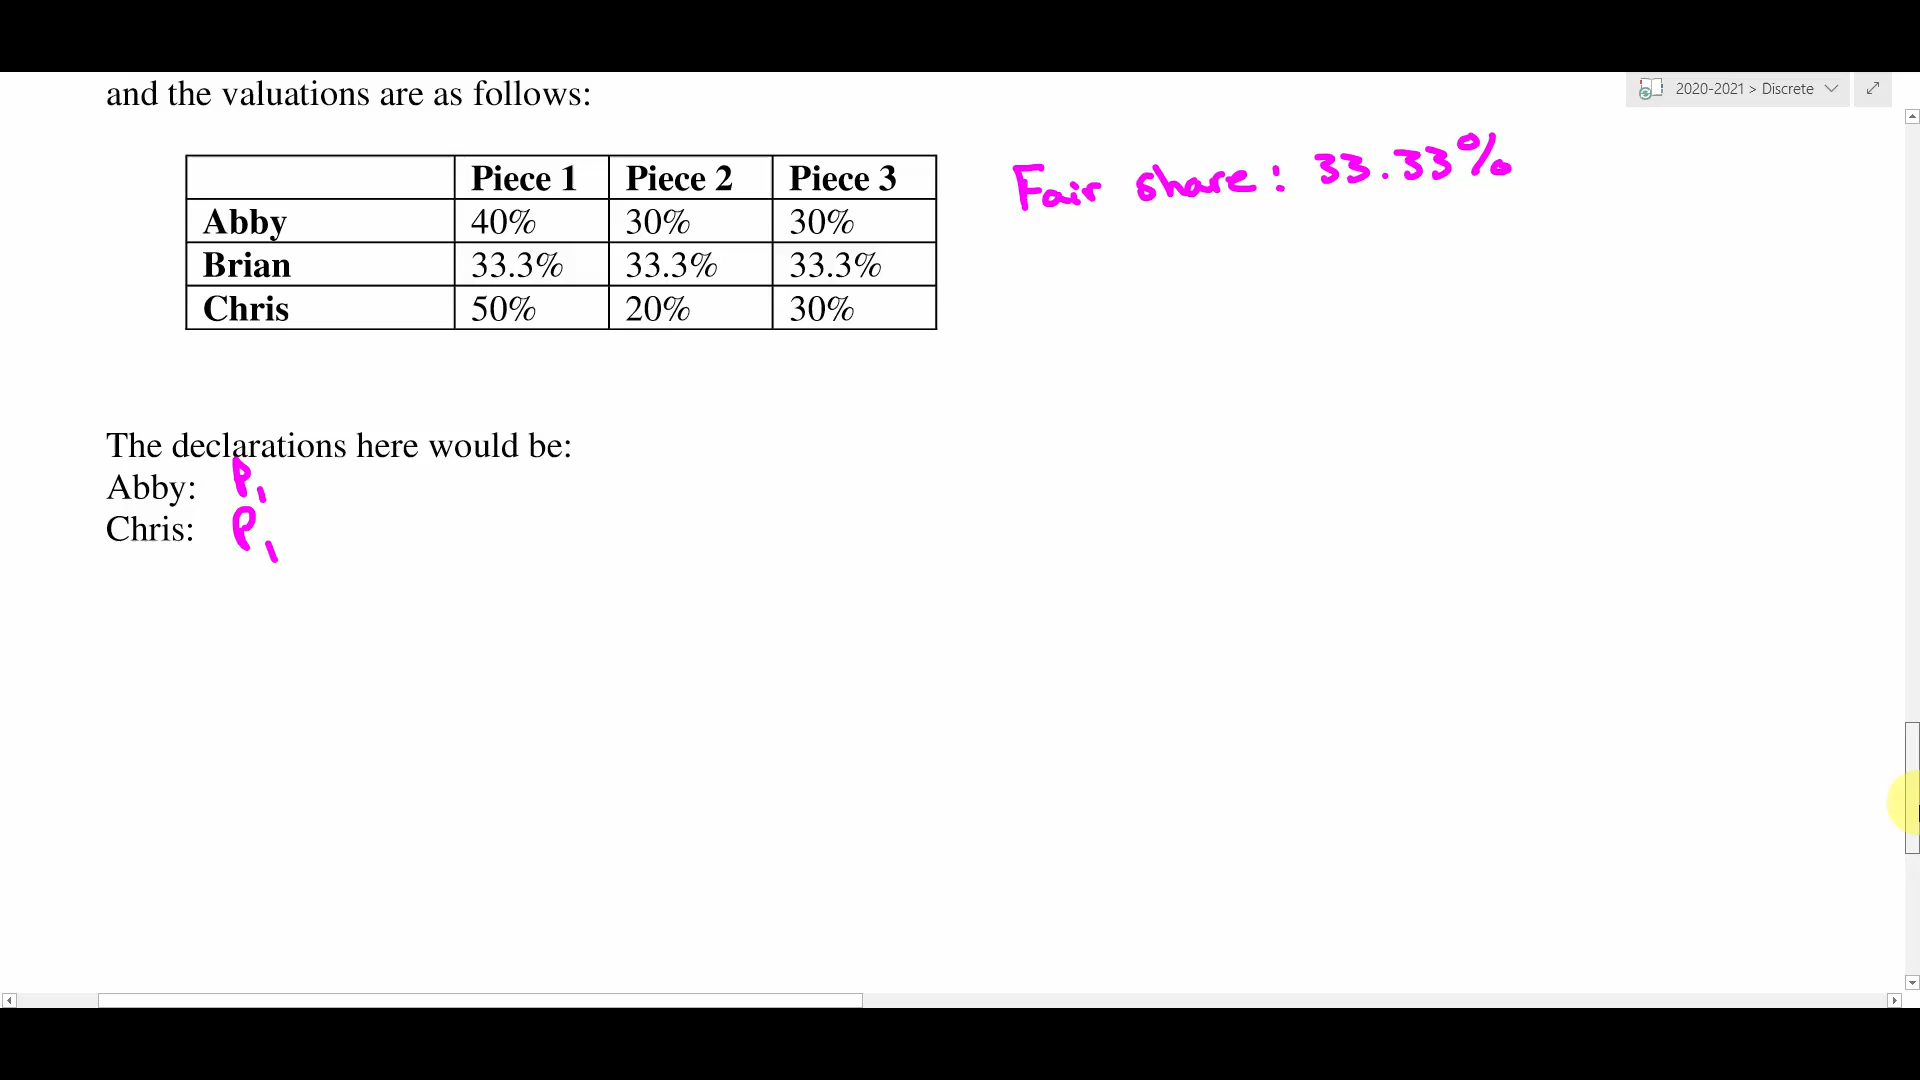 and the valuations are as follows:
2020-2021 > Discrete
Fair share: 33.33%
Piece 1 Piece 2 Piece 3
Abby 40% 30% 30%
Brian 33.3% 33.3% 33.3%
Chris 50% 20% 30%
The declarations here would be:
Abby: P1
Chris: P1